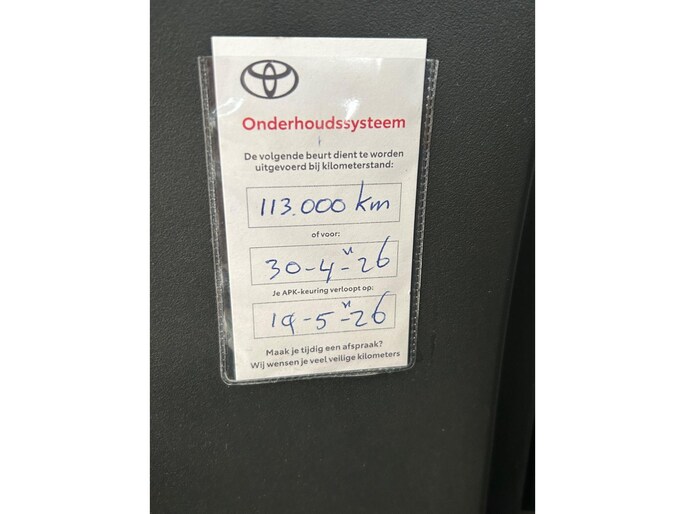 Onderhoudssysteem
De volgende beurt dient te worden
uitgevoerd bij kilometerstand:
113.000 km
of voor:
30-4-26
Je APK-keuring verloopt op:
19-5-26
Maak je tijdig een afspraak?
Wij wensen je veel veilige kilometers